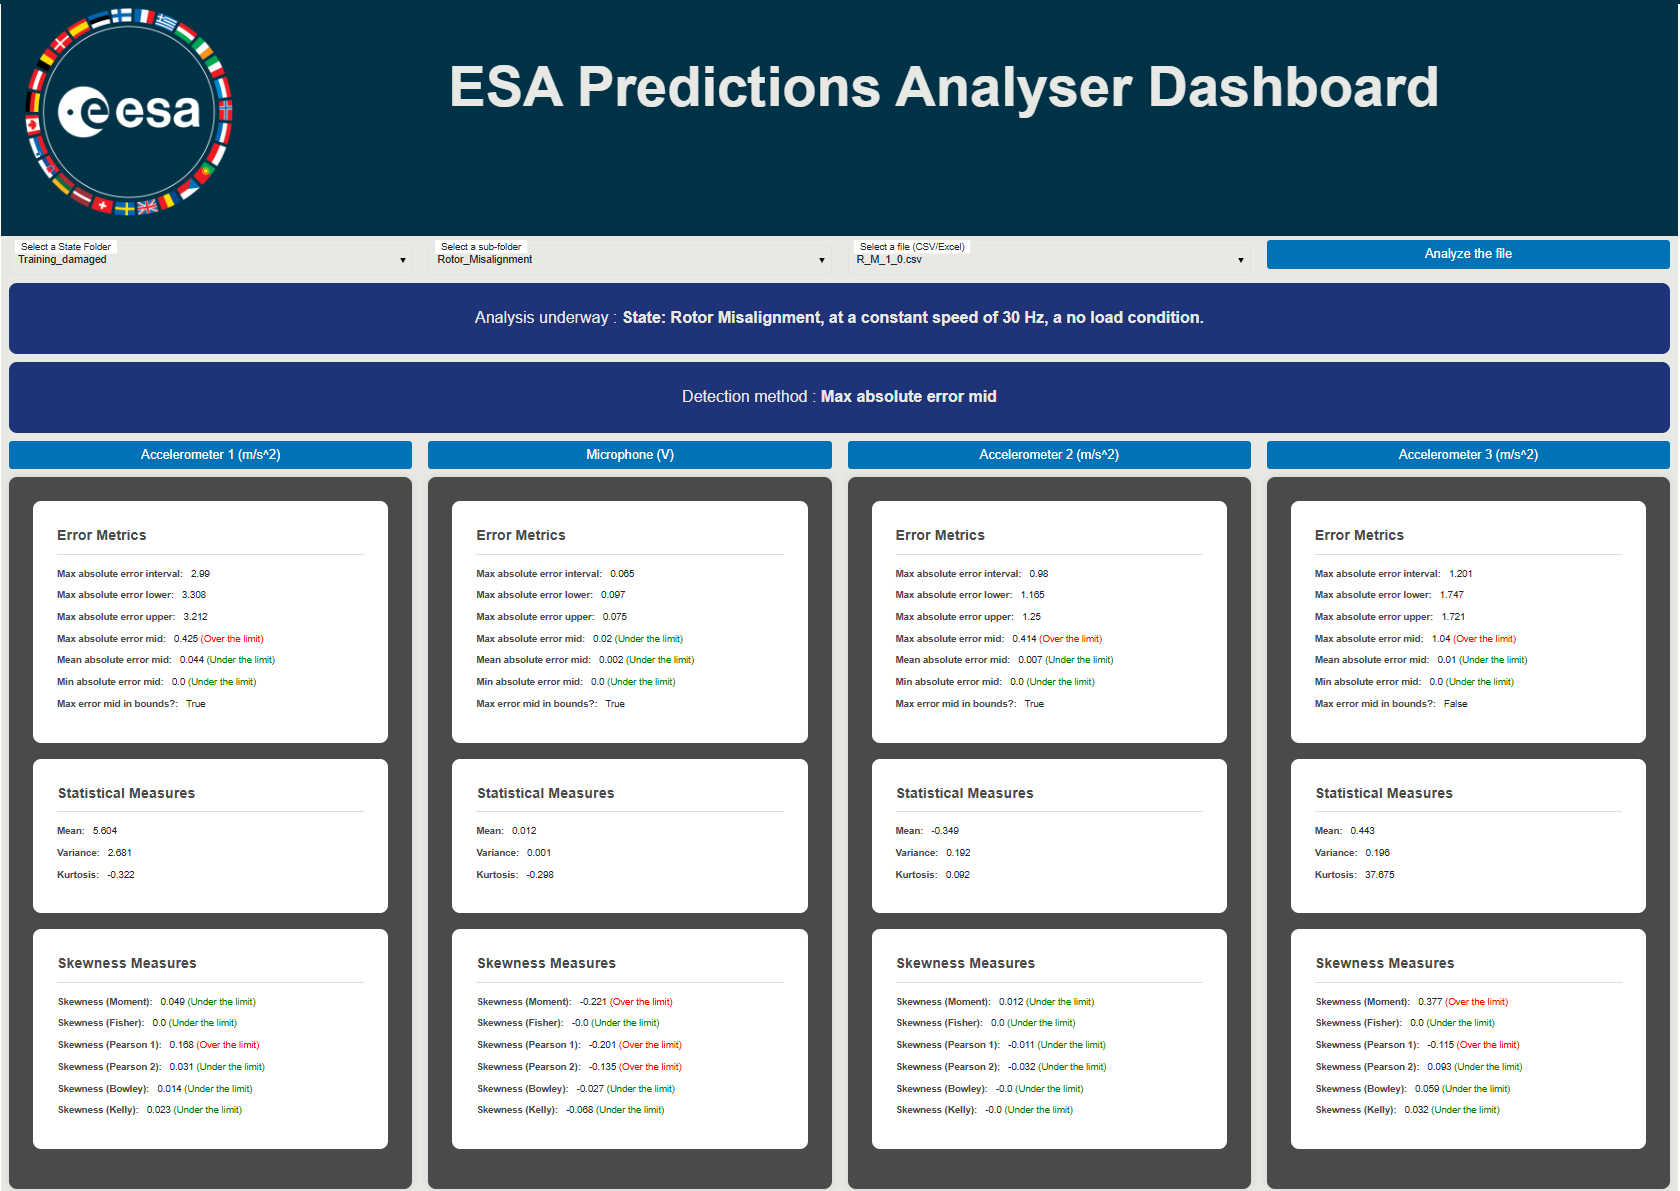 esa
ESA Predictions Analyser Dashboard
Select a State Folder
Training_damaged
Select a sub-folder
Rotor_Misalignment
Select a file (CSV/Excel)
R_M_1_0.csv
Analyze the file
Analysis underway : State: Rotor Misalignment, at a constant speed of 30 Hz, a no load condition.
Detection method : Max absolute error mid
Accelerometer 1 (m/s^2)
Error Metrics
Max absolute error interval: 2.99
Max absolute error lower: 3.308
Max absolute error upper: 3.212
Max absolute error mid: 0.425 (Over the limit)
Mean absolute error mid: 0.044 (Under the limit)
Min absolute error mid: 0.0 (Under the limit)
Max error mid in bounds?: True
Statistical Measures
Mean: 5.604
Variance: 2.681
Kurtosis: -0.322
Skewness Measures
Skewness (Moment): 0.049 (Under the limit)
Skewness (Fisher): 0.0 (Under the limit)
Skewness (Pearson 1): 0.168 (Over the limit)
Skewness (Pearson 2): 0.031 (Under the limit)
Skewness (Bowley): 0.014 (Under the limit)
Skewness (Kelly): 0.023 (Under the limit)
Microphone (V)
Error Metrics
Max absolute error interval: 0.065
Max absolute error lower: 0.097
Max absolute error upper: 0.075
Max absolute error mid: 0.02 (Under the limit)
Mean absolute error mid: 0.002 (Under the limit)
Min absolute error mid: 0.0 (Under the limit)
Max error mid in bounds?: True
Statistical Measures
Mean: 0.012
Variance: 0.001
Kurtosis: -0.298
Skewness Measures
Skewness (Moment): -0.221 (Over the limit)
Skewness (Fisher): -0.0 (Under the limit)
Skewness (Pearson 1): -0.201 (Over the limit)
Skewness (Pearson 2): -0.135 (Over the limit)
Skewness (Bowley): -0.027 (Under the limit)
Skewness (Kelly): -0.068 (Under the limit)
Accelerometer 2 (m/s^2)
Error Metrics
Max absolute error interval: 0.98
Max absolute error lower: 1.165
Max absolute error upper: 1.25
Max absolute error mid: 0.414 (Over the limit)
Mean absolute error mid: 0.007 (Under the limit)
Min absolute error mid: 0.0 (Under the limit)
Max error mid in bounds?: True
Statistical Measures
Mean: -0.349
Variance: 0.192
Kurtosis: 0.092
Skewness Measures
Skewness (Moment): 0.012 (Under the limit)
Skewness (Fisher): 0.0 (Under the limit)
Skewness (Pearson 1): -0.011 (Under the limit)
Skewness (Pearson 2): -0.032 (Under the limit)
Skewness (Bowley): -0.0 (Under the limit)
Skewness (Kelly): -0.0 (Under the limit)
Accelerometer 3 (m/s^2)
Error Metrics
Max absolute error interval: 1.201
Max absolute error lower: 1.747
Max absolute error upper: 1.721
Max absolute error mid: 1.04 (Over the limit)
Mean absolute error mid: 0.01 (Under the limit)
Min absolute error mid: 0.0 (Under the limit)
Max error mid in bounds?: False
Statistical Measures
Mean: 0.443
Variance: 0.196
Kurtosis: 37.675
Skewness Measures
Skewness (Moment): 0.377 (Over the limit)
Skewness (Fisher): 0.0 (Under the limit)
Skewness (Pearson 1): -0.115 (Over the limit)
Skewness (Pearson 2): 0.093 (Under the limit)
Skewness (Bowley): 0.059 (Under the limit)
Skewness (Kelly): 0.032 (Under the limit)